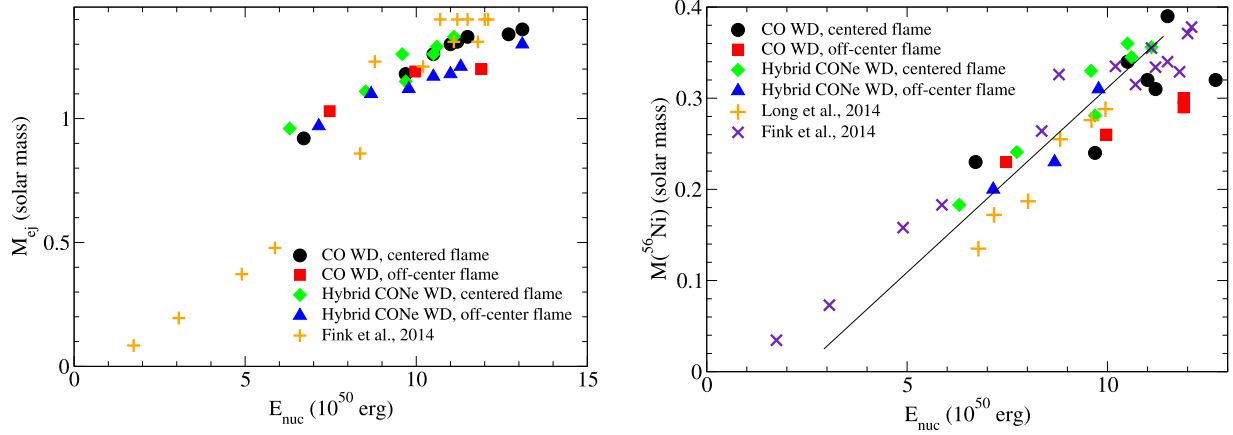 M_ej (solar mass)
1
0.5
0
0
5
10
15
E_nuc (10^50 erg)
CO WD, centered flame
CO WD, off-center flame
Hybrid CONe WD, centered flame
Hybrid CONe WD, off-center flame
Fink et al., 2014
M(^56Ni) (solar mass)
0.4
0.3
0.2
0.1
0
0
5
10
E_nuc (10^50 erg)
CO WD, centered flame
CO WD, off-center flame
Hybrid CONe WD, centered flame
Hybrid CONe WD, off-center flame
Long et al., 2014
Fink et al., 2014